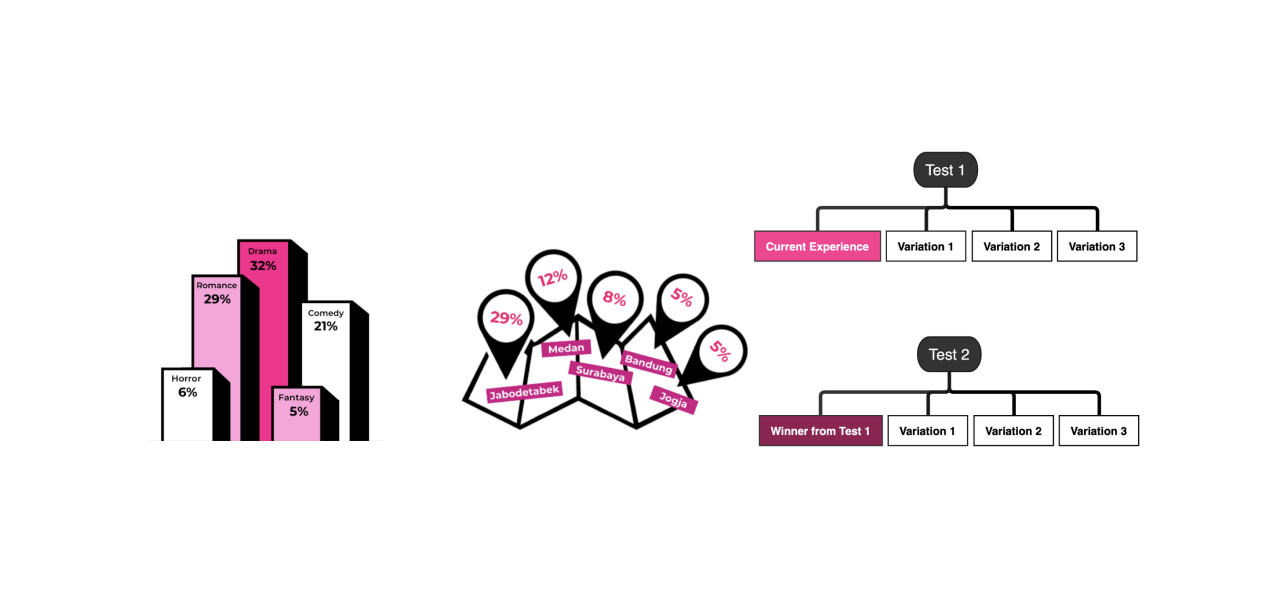 Drama
32%
Romance
29%
Comedy
21%
Horror
6%
Fantasy
5%
12%
8%
5%
29%
5%
Medan
Surabaya
Bandung
Jabodetabek
Jogja
Test 1
Current Experience
Variation 1
Variation 2
Variation 3
Test 2
Winner from Test 1
Variation 1
Variation 2
Variation 3